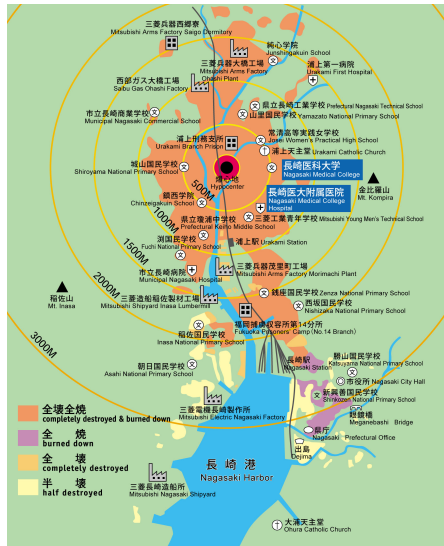 三菱兵器西郷寮
Mitsubishi Arms Saigo Dormitory
純心学院
Junshingakuin School
三菱兵器大橋工場
Mitsubishi Arms Factory
Ohashi Plant
浦上第一病院
Urakami First Hospital
西部ガス大橋工場
Saibu Gas Ohashi Factory
県立長崎工業学校 Prefectural Nagasaki Technical School
市立長崎商業学校
Municipal Nagasaki Commercial School
山里国民学校 Yamazato National Primary School
浦上刑務支所
Urakami Branch Prison
常清高等実践女学校
Josei Women's Practical High School
浦上天主堂
Urakami Catholic Church
城山国民学校
Shiroyama National Primary School
長崎医科大学
Nagasaki Medical College
爆心地
Hypocenter
金比羅山
Mt. Kompira
長崎医大附属医院
Nagasaki Medical College
Hospital
鎮西学院
Chinzeigakuin School
500M
1000M
1500M
2000M
3000M
県立瓊浦中学校
Prefectural Keiho Middle School
三菱工業青年学校 Mitsubishi Young Men's Technical School
渕国民学校
Fuchi National Primary School
浦上駅 Urakami Station
市立長崎病院
Municipal Nagasaki Hospital
三菱兵器茂里町工場
Mitsubishi Arms Factory Morimachi Plant
稲佐山
Mt. Inasa
三菱造船稲佐製材工場
Mitsubishi Shipyard Inasa Lumbermill
銭座国民学校 Zenza National Primary School
西坂国民学校
Nishizaka National Primary School
福岡捕虜収容所第14分所
Fukuoka Prisoners' Camp (No.14 Branch)
稲佐国民学校
Inasa National Primary School
朝日国民学校
Asahi National Primary School
長崎駅
Nagasaki Station
勝山国民学校
Katsuyama National Primary School
市役所 Nagasaki City Hall
新興善国民学校
Shinkozen National Primary School
眼鏡橋
Meganebashi Bridge
三菱電機長崎製作所
Mitsubishi Electric Nagasaki Factory
県庁
Nagasaki Prefectural Office
出島
Dejima
全壊全焼
completely destroyed & burned down
全焼
burned down
全壊
completely destroyed
半壊
half destroyed
長崎港
Nagasaki Harbor
三菱長崎造船所
Mitsubishi Nagasaki Shipyard
大浦天主堂
Ohura Catholic Church